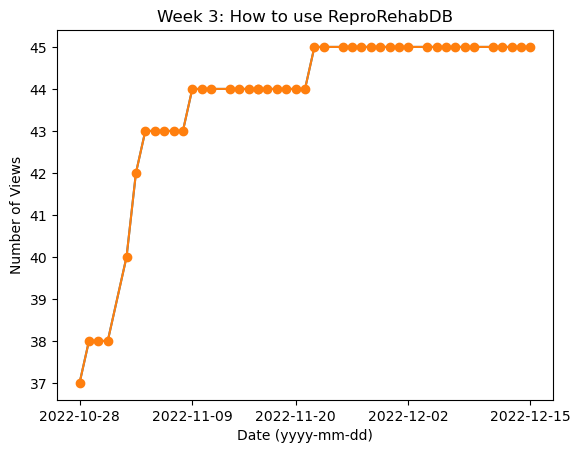 Week 3: How to use ReproRehabDB
Number of Views
45
44
43
42
41
40
39
38
37
2022-10-28 2022-11-09 2022-11-20 2022-12-02 2022-12-15
Date (yyyy-mm-dd)